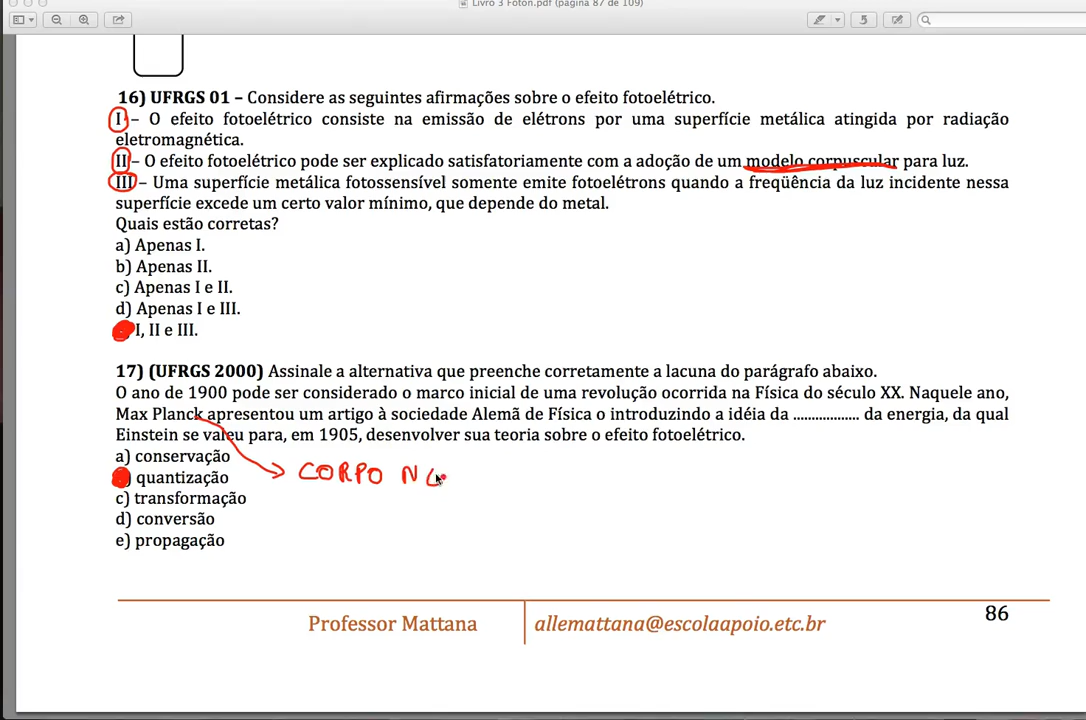 Livro 3 Foton.pdf (página 87 de 109)
16) UFRGS 01 – Considere as seguintes afirmações sobre o efeito fotoelétrico.
I – O efeito fotoelétrico consiste na emissão de elétrons por uma superfície metálica atingida por radiação
eletromagnética.
II – O efeito fotoelétrico pode ser explicado satisfatoriamente com a adoção de um modelo corpuscular para luz.
III – Uma superfície metálica fotossensível somente emite fotoelétrons quando a freqüência da luz incidente nessa
superfície excede um certo valor mínimo, que depende do metal.
Quais estão corretas?
a) Apenas I.
b) Apenas II.
c) Apenas I e II.
d) Apenas I e III.
I, II e III.
17) (UFRGS 2000) Assinale a alternativa que preenche corretamente a lacuna do parágrafo abaixo.
O ano de 1900 pode ser considerado o marco inicial de uma revolução ocorrida na Física do século XX. Naquele ano,
Max Planck apresentou um artigo à sociedade Alemã de Física o introduzindo a idéia da .................. da energia, da qual
Einstein se valeu para, em 1905, desenvolver sua teoria sobre o efeito fotoelétrico.
a) conservação
) quantização
CORPO N
c) transformação
d) conversão
e) propagação
Professor Mattana
allemattana@escolaapoio.etc.br
86